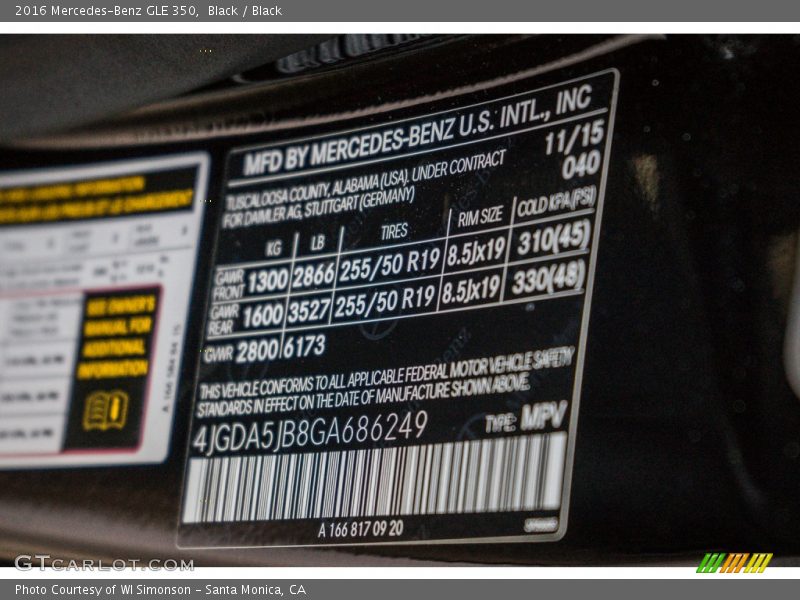 2016 Mercedes-Benz GLE 350,  Black / Black
MFD BY MERCEDES-BENZ U.S. INTL., INC
TUSCALOOSA COUNTY, ALABAMA (USA). UNDER CONTRACT 11/15
FOR DAIMLER AG, STUTTGART (GERMANY) 040
KG LB TIRES RIM SIZE COLD KPA (PSI)
GAWR FRONT 1300 2866 255/50 R19 8.5Jx19 310(45)
GAWR REAR 1600 3527 255/50 R19 8.5Jx19 330(48)
GWR 2800 6173
THIS VEHICLE CONFORMS TO ALL APPLICABLE FEDERAL MOTOR VEHICLE SAFETY
STANDARDS IN EFFECT ON THE DATE OF MANUFACTURE SHOWN ABOVE.
4JGDA5JB8GA686249 TYPE: MPV
A 166 817 09 20
SEE OWNER'S
MANUAL FOR
ADDITIONAL
INFORMATION
GTCARLOT.COM
Photo Courtesy of WI Simonson - Santa Monica, CA